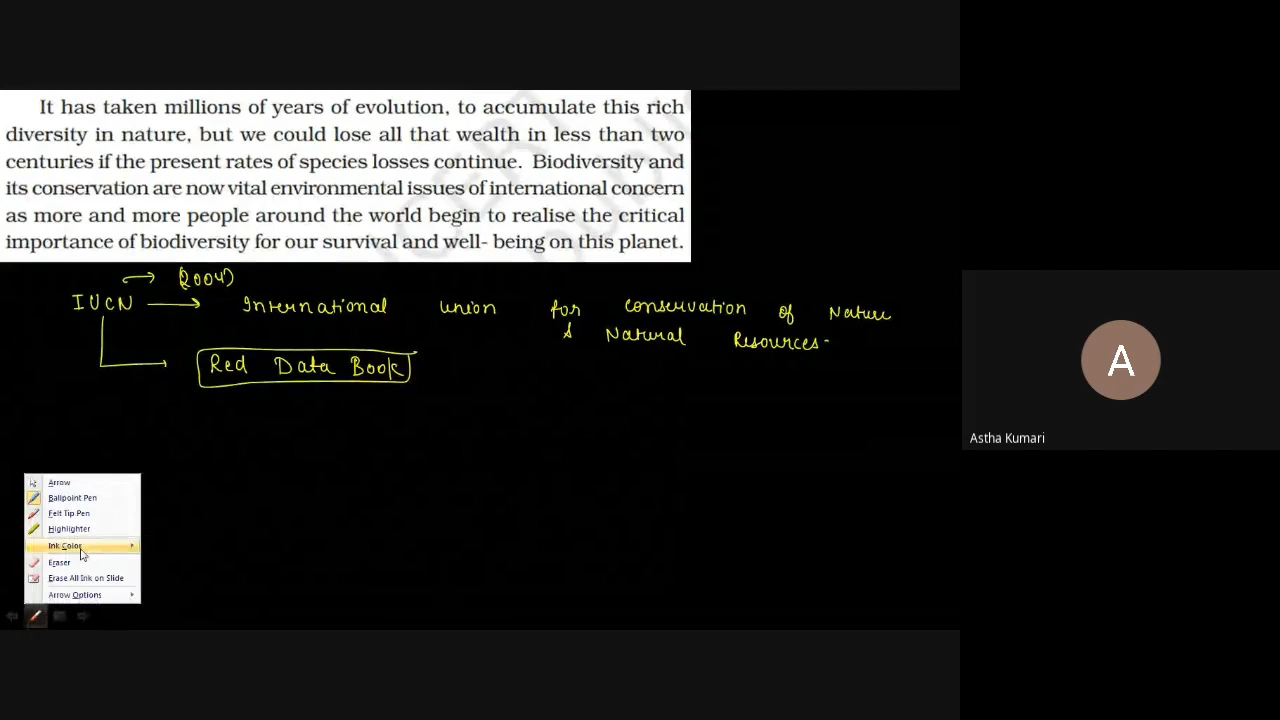 It has taken millions of years of evolution, to accumulate this rich
diversity in nature, but we could lose all that wealth in less than two
centuries if the present rates of species losses continue. Biodiversity and
its conservation are now vital environmental issues of international concern
as more and more people around the world begin to realise the critical
importance of biodiversity for our survival and well- being on this planet.
(2004)
IUCN International union for conservation of Nature
& Natural Resources-
Red Data Book
A
Astha Kumari
Arrow
Ballpoint Pen
Felt Tip Pen
Highlighter
Ink Color
Eraser
Erase All Ink on Slide
Arrow Options